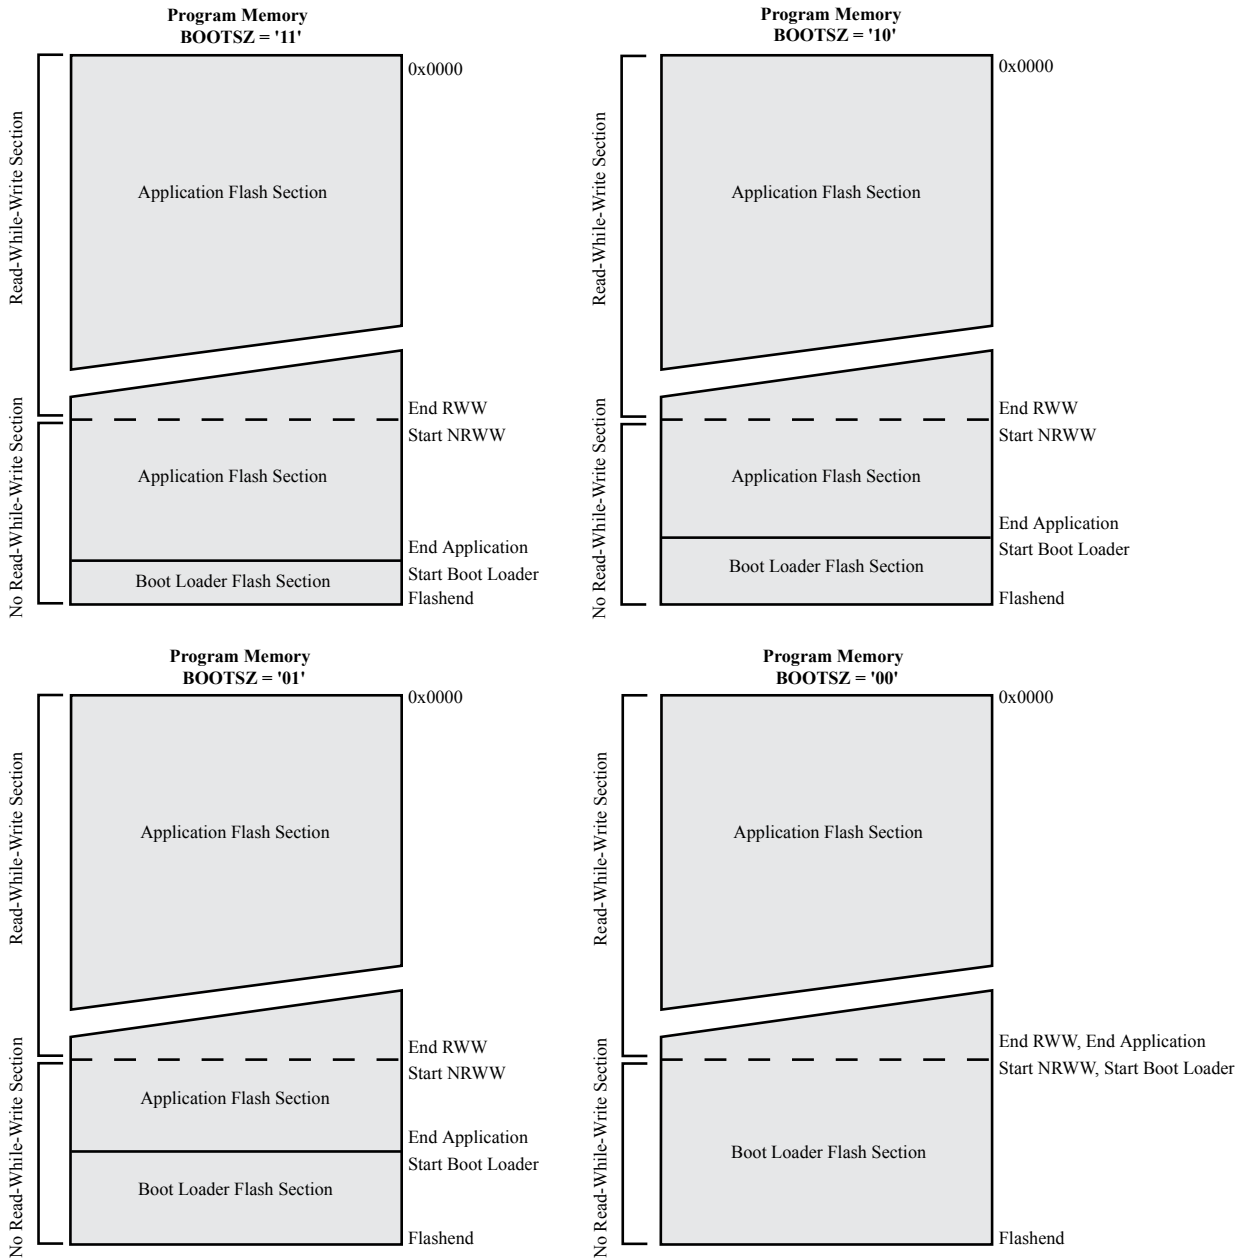 Program Memory
BOOTSZ = '11'
0x0000
Read-While-Write Section
Application Flash Section
End RWW
Start NRWW
No Read-While-Write Section
Application Flash Section
End Application
Start Boot Loader
Boot Loader Flash Section
Flashend
Program Memory
BOOTSZ = '10'
0x0000
Read-While-Write Section
Application Flash Section
End RWW
Start NRWW
No Read-While-Write Section
Application Flash Section
End Application
Start Boot Loader
Boot Loader Flash Section
Flashend
Program Memory
BOOTSZ = '01'
0x0000
Read-While-Write Section
Application Flash Section
End RWW
Start NRWW
No Read-While-Write Section
Application Flash Section
End Application
Start Boot Loader
Boot Loader Flash Section
Flashend
Program Memory
BOOTSZ = '00'
0x0000
Read-While-Write Section
Application Flash Section
End RWW, End Application
Start NRWW, Start Boot Loader
No Read-While-Write Section
Boot Loader Flash Section
Flashend